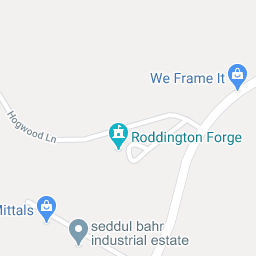 We Frame It
Hogwood Ln
Roddington Forge
Mittals
seddul bahr
industrial estate